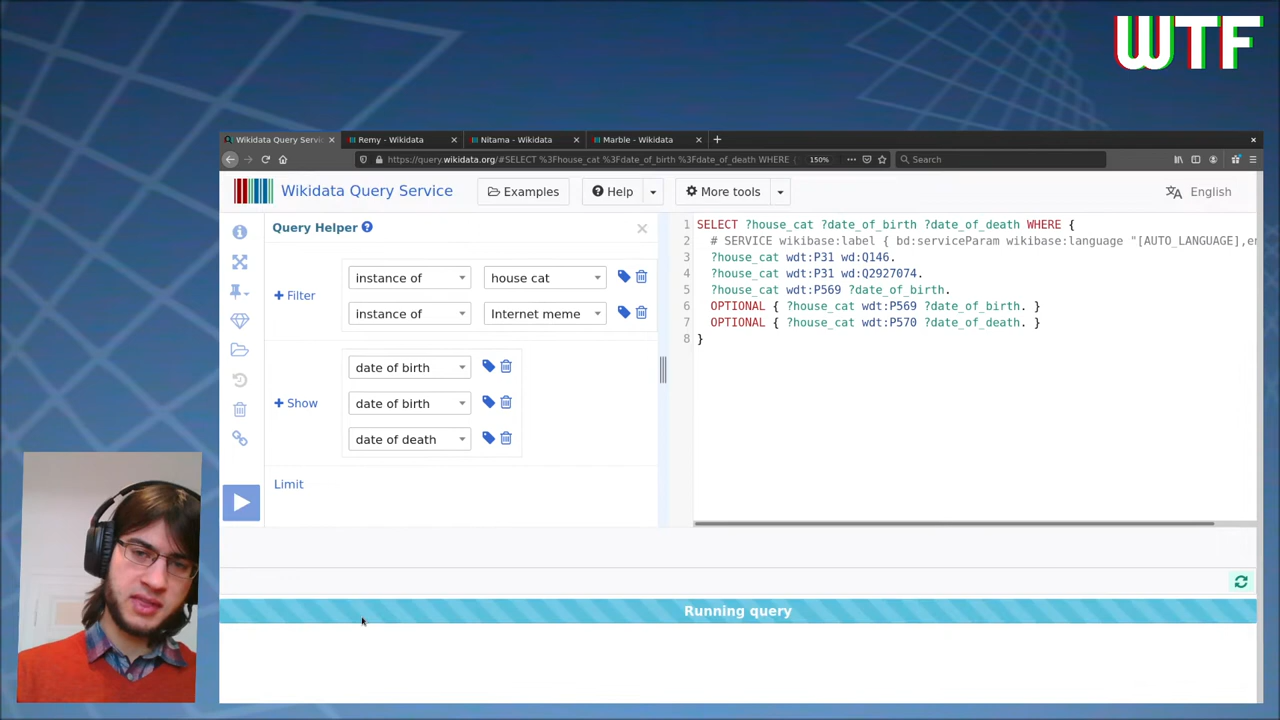 WTF
Wikidata Query Servic
Remy - Wikidata
Nitama - Wikidata
Marble - Wikidata
https://query.wikidata.org/#SELECT %3Fhouse_cat %3Fdate_of_birth %3Fdate_of_death WHERE {
150%
Search
Wikidata Query Service
Examples
Help
More tools
English
Query Helper
Filter
instance of
house cat
instance of
Internet meme
Show
date of birth
date of birth
date of death
Limit
1 SELECT ?house_cat ?date_of_birth ?date_of_death WHERE {
2 # SERVICE wikibase:label { bd:serviceParam wikibase:language "[AUTO_LANGUAGE],en
3 ?house_cat wdt:P31 wd:Q146.
4 ?house_cat wdt:P31 wd:Q2927074.
5 ?house_cat wdt:P569 ?date_of_birth.
6 OPTIONAL { ?house_cat wdt:P569 ?date_of_birth. }
7 OPTIONAL { ?house_cat wdt:P570 ?date_of_death. }
8 }
Running query